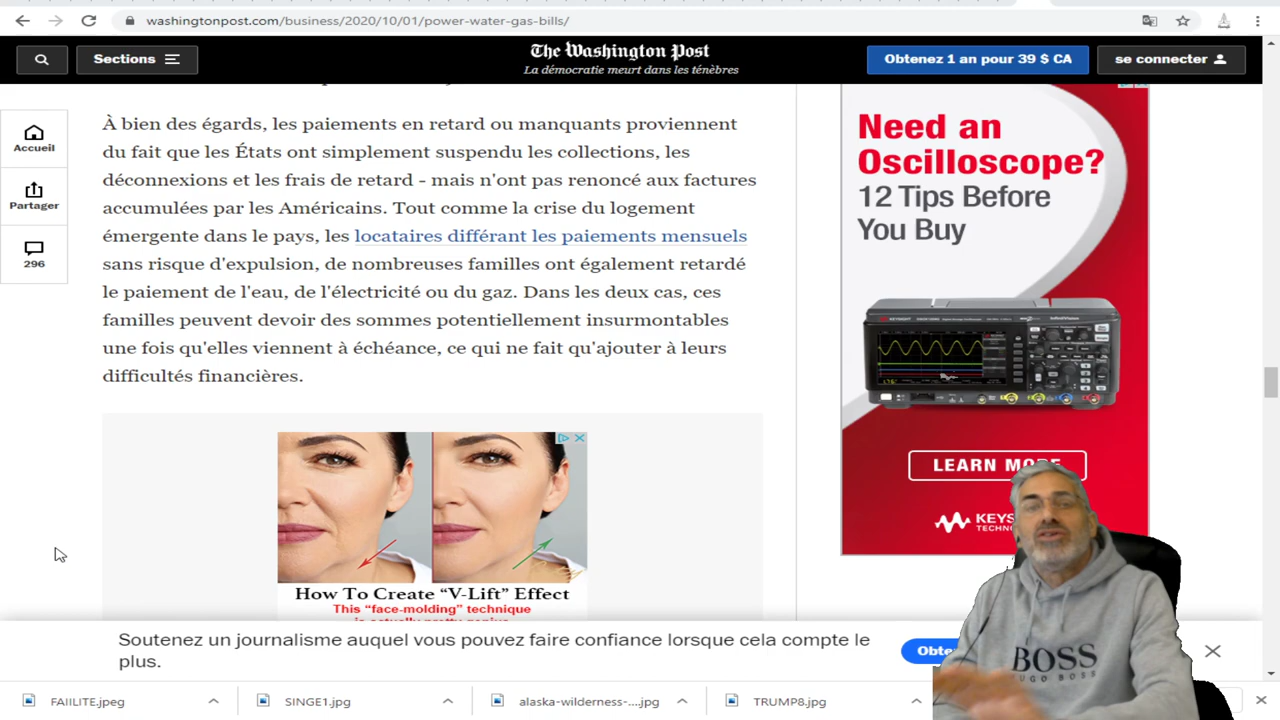 washingtonpost.com/business/2020/10/01/power-water-gas-bills/
Sections
The Washington Post
La démocratie meurt dans les ténèbres
Obtenez 1 an pour 39 $ CA
se connecter
Accueil
Partager
296
À bien des égards, les paiements en retard ou manquants proviennent
du fait que les États ont simplement suspendu les collections, les
déconnexions et les frais de retard - mais n'ont pas renoncé aux factures
accumulées par les Américains. Tout comme la crise du logement
émergente dans le pays, les locataires différant les paiements mensuels
sans risque d'expulsion, de nombreuses familles ont également retardé
le paiement de l'eau, de l'électricité ou du gaz. Dans les deux cas, ces
familles peuvent devoir des sommes potentiellement insurmontables
une fois qu'elles viennent à échéance, ce qui ne fait qu'ajouter à leurs
difficultés financières.
Need an
Oscilloscope?
12 Tips Before
You Buy
LEARN MORE
KEYS
TECHN
How To Create “V-Lift” Effect
This “face-molding” technique
Soutenez un journalisme auquel vous pouvez faire confiance lorsque cela compte le
plus.
Obte
BOSS
HUGO BOSS
FAIILITE.jpeg
SINGE1.jpg
alaska-wilderness-....jpg
TRUMP8.jpg